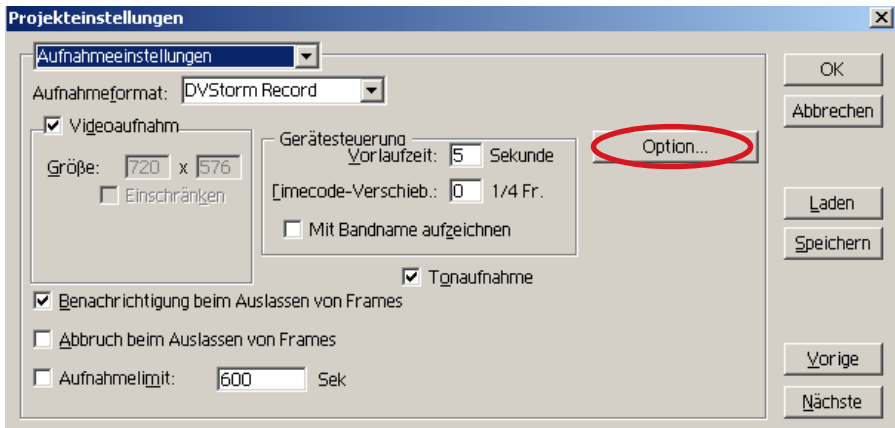 Projekteinstellungen
Aufnahmeeinstellungen
Aufnahmeformat: DVStorm Record
Videoaufnahm
Größe: 720 x 576
Einschränken
Gerätesteuerung
Vorlaufzeit: 5 Sekunde
Timecode-Verschieb.: 0 1/4 Fr.
Mit Bandname aufzeichnen
Option...
Tonaufnahme
Benachrichtigung beim Auslassen von Frames
Abbruch beim Auslassen von Frames
Aufnahmelimit: 600 Sek
OK
Abbrechen
Laden
Speichern
Vorige
Nächste